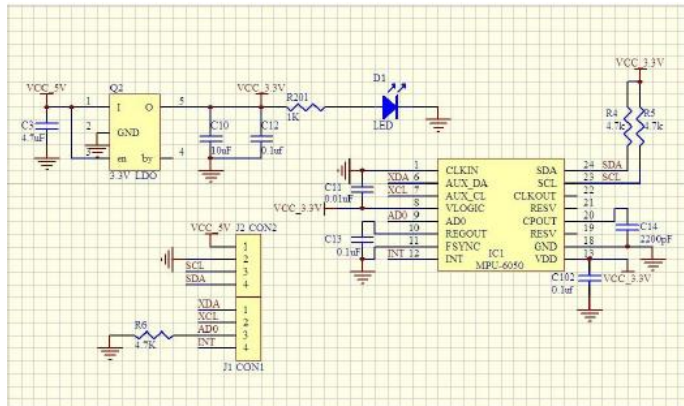 VCC_5V
Q2
VCC_3.3V
1
I
O
5
2
GND
en
by
4
3.3V LDO
C3
4.7uF
C10
10uF
C12
0.1uf
R201
1K
D1
LED
VCC_3.3V
R4
4.7k
R5
4.7k
1
CLKIN
SDA
24
SDA
XDA
6
AUX_DA
SCL
23
SCL
XCL
7
AUX_CL
CLKOUT
22
VCC_3.3V
8
VLOGIC
RESV
21
AD0
9
AD0
CPOUT
20
10
REGOUT
RESV
19
11
FSYNC
GND
18
INT
12
INT
VDD
13
IC1
MPU-6050
C11
0.01uF
C13
0.1uF
C14
2200pF
C102
0.1uf
VCC_3.3V
J2 CON2
VCC_5V
1
2
SCL
3
SDA
4
XDA
1
XCL
2
AD0
3
INT
4
J1 CON1
R6
4.7K